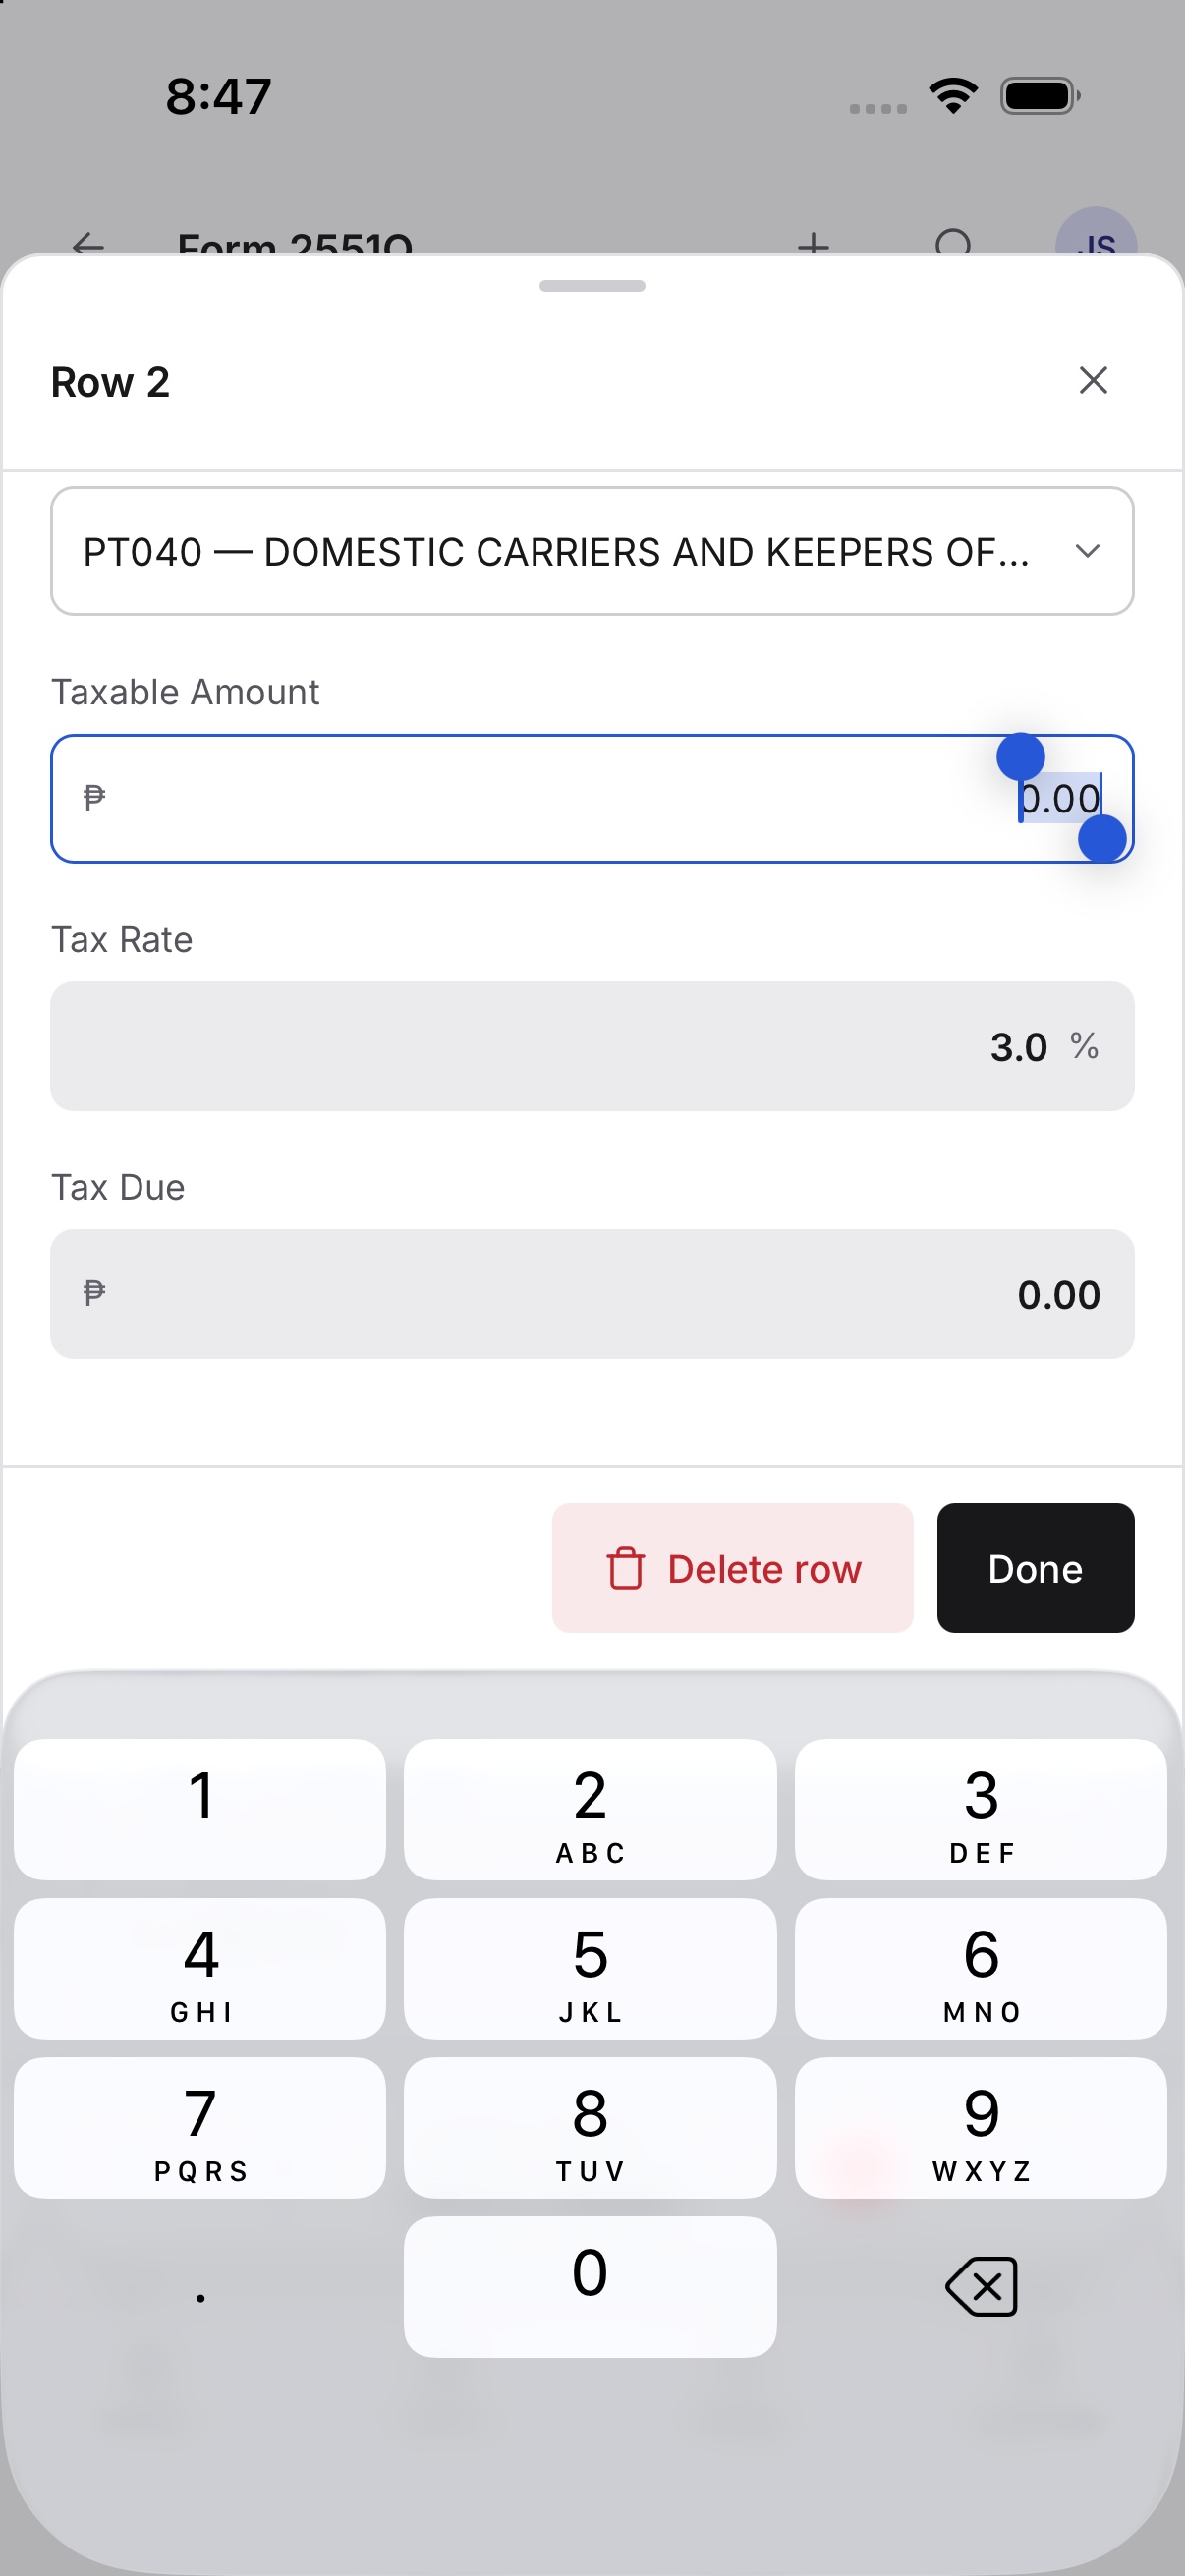 8:47
Form 2551Q
JS
Row 2
PT040 — DOMESTIC CARRIERS AND KEEPERS OF...
Taxable Amount
₱ 0.00
Tax Rate
3.0 %
Tax Due
₱ 0.00
Delete row
Done
1
2
ABC
3
DEF
4
GHI
5
JKL
6
MNO
7
PQRS
8
TUV
9
WXYZ
.
0